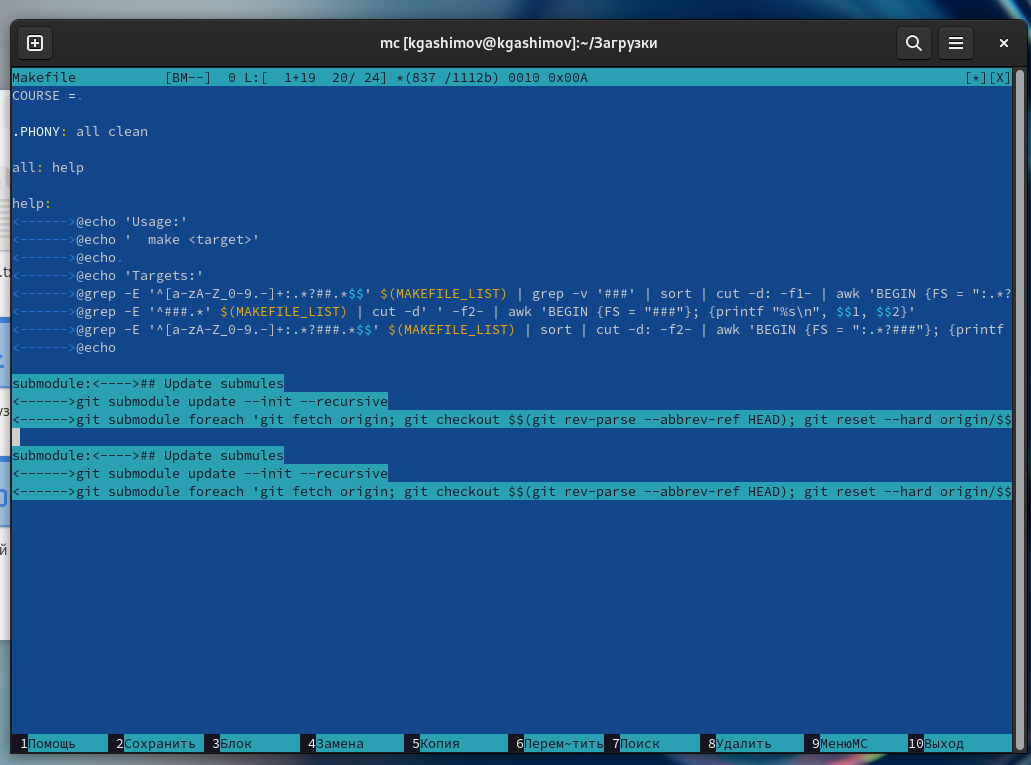 mc [kgashimov@kgashimov]:~/Загрузки
Makefile [BM--] 0 L:[ 1+19 20/ 24] *(837 /1112b) 0010 0x00A [*][X]
COURSE =.
.PHONY: all clean
all: help
help:
<------>@echo 'Usage:'
<------>@echo '  make <target>'
<------>@echo.
<------>@echo 'Targets:'
<------>@grep -E '^[a-zA-Z_0-9.-]+:.*?##.*$$' $(MAKEFILE_LIST) | grep -v '###' | sort | cut -d: -f1- | awk 'BEGIN {FS = ":.*?
<------>@grep -E '^###.*' $(MAKEFILE_LIST) | cut -d' ' -f2- | awk 'BEGIN {FS = "###"}; {printf "%s\n", $$1, $$2}'
<------>@grep -E '^[a-zA-Z_0-9.-]+:.*?###.*$$' $(MAKEFILE_LIST) | sort | cut -d: -f2- | awk 'BEGIN {FS = ":.*?###"}; {printf
<------>@echo
submodule:<---->## Update submules
<------>git submodule update --init --recursive
<------>git submodule foreach 'git fetch origin; git checkout $$(git rev-parse --abbrev-ref HEAD); git reset --hard origin/$$
submodule:<---->## Update submules
<------>git submodule update --init --recursive
<------>git submodule foreach 'git fetch origin; git checkout $$(git rev-parse --abbrev-ref HEAD); git reset --hard origin/$$
1Помощь 2Сохранить 3Блок 4Замена 5Копия 6Перем~тить 7Поиск 8Удалить 9МенюMC 10Выход